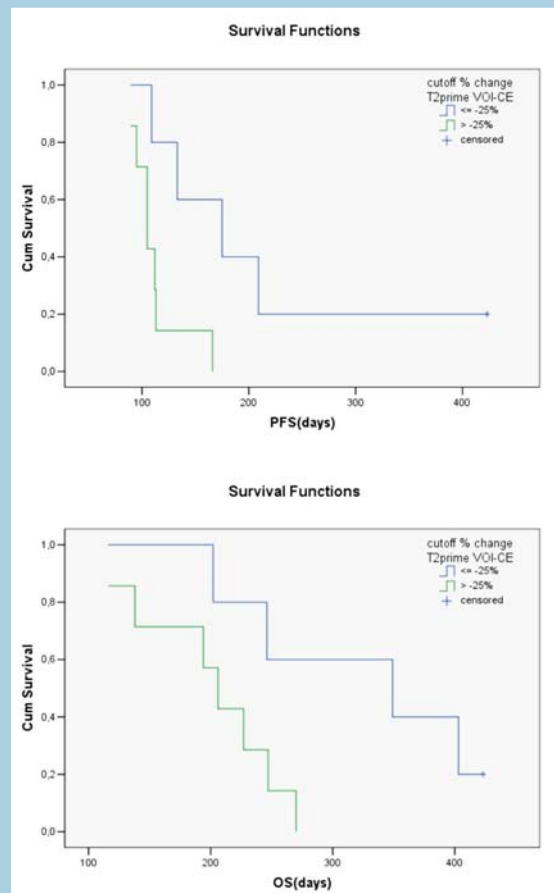 Survival Functions
cutoff % change
T2prime VOI-CE
<= -25%
> -25%
censored
1,0
0,8
0,6
0,4
0,2
0,0
Cum Survival
100 200 300 400
PFS(days)
Survival Functions
cutoff % change
T2prime VOI-CE
<= -25%
> -25%
censored
1,0
0,8
0,6
0,4
0,2
0,0
Cum Survival
100 200 300 400
OS(days)